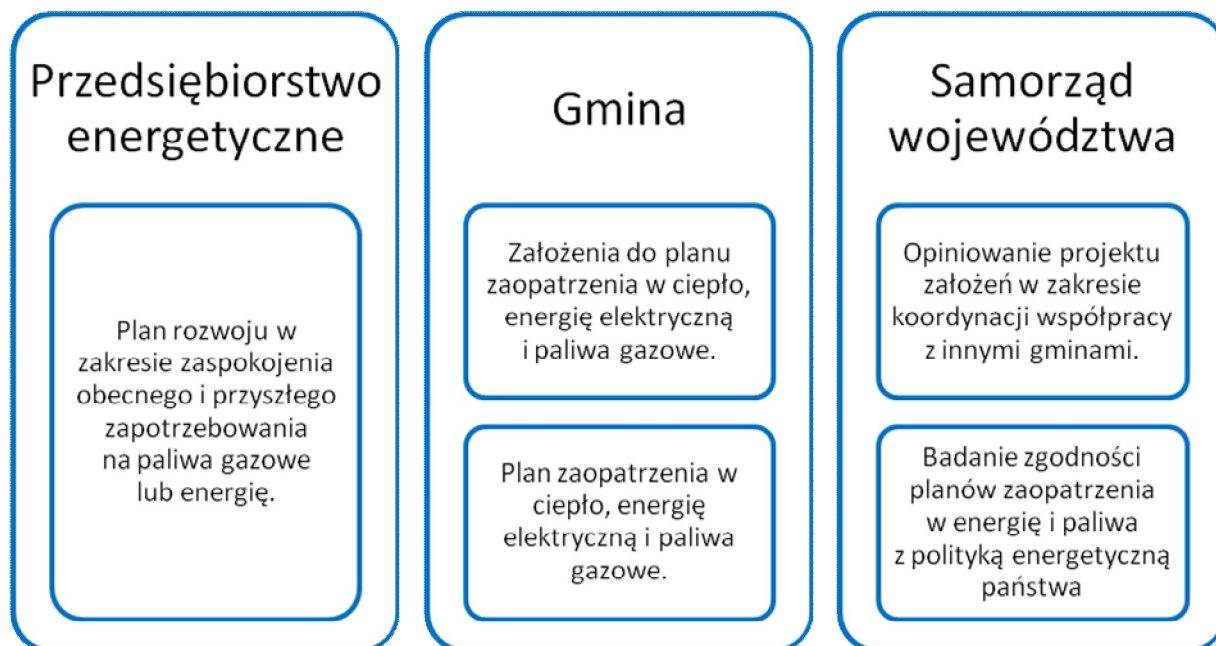 Przedsiębiorstwo
energetyczne
Plan rozwoju w
zakresie zaspokojenia
obecnego i przyszłego
zapotrzebowania
na paliwa gazowe
lub energię.
Gmina
Założenia do planu
zaopatrzenia w ciepło,
energię elektryczną
i paliwa gazowe.
Plan zaopatrzenia w
ciepło, energię
elektryczną i paliwa
gazowe.
Samorząd
województwa
Opiniowanie projektu
założeń w zakresie
koordynacji współpracy
z innymi gminami.
Badanie zgodności
planów zaopatrzenia
w energię i paliwa
z polityką energetyczną
państwa